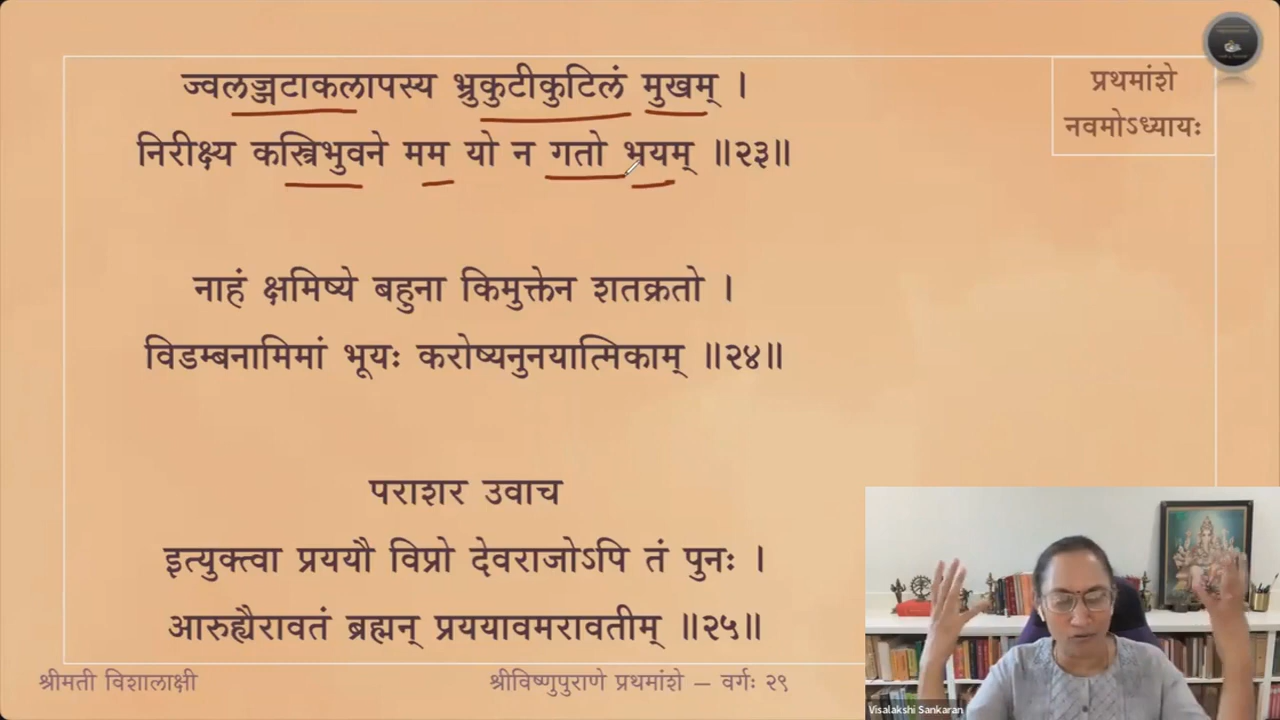 ज्वलज्जटाकलापस्य भ्रुकुटीकुटिलं मुखम् ।
निरीक्ष्य कस्त्रिभुवने मम यो न गतो भयम् ॥२३॥
प्रथमांशे
नवमोऽध्यायः
नाहं क्षमिष्ये बहुना किमुक्तेन शतक्रतो ।
विडम्बनामिमां भूयः करोष्यनुनयात्मिकाम् ॥२४॥
पराशर उवाच
इत्युक्त्वा प्रययौ विप्रो देवराजोऽपि तं पुनः ।
आरुह्यैरावतं ब्रह्मन् प्रययावमरावतीम् ॥२५॥
श्रीमती विशालाक्षी
श्रीविष्णुपुराणे प्रथमांशे – वर्गः २९
Visalakshi Sankaran